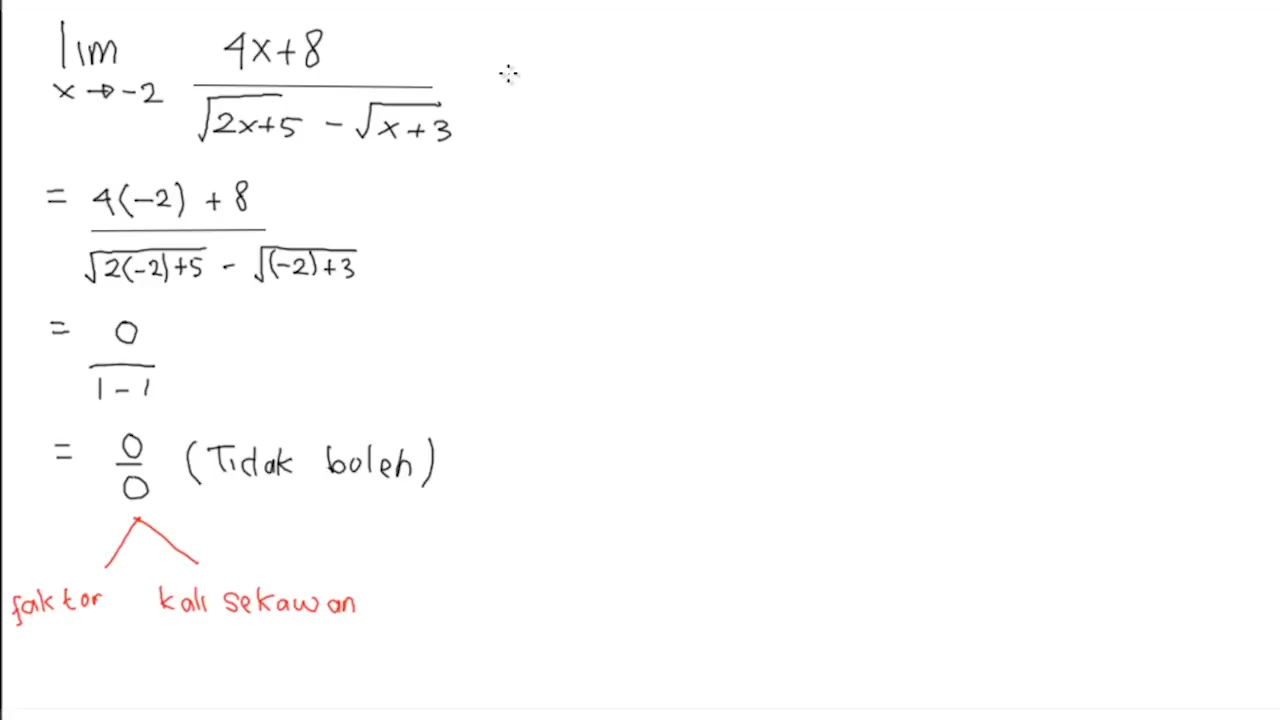 lim x→-2 4x+8 / √2x+5 - √x+3
= 4(-2) + 8 / √2(-2)+5 - √(-2)+3
= 0 / 1-1
= 0/0 (Tidak boleh)
faktor kali sekawan